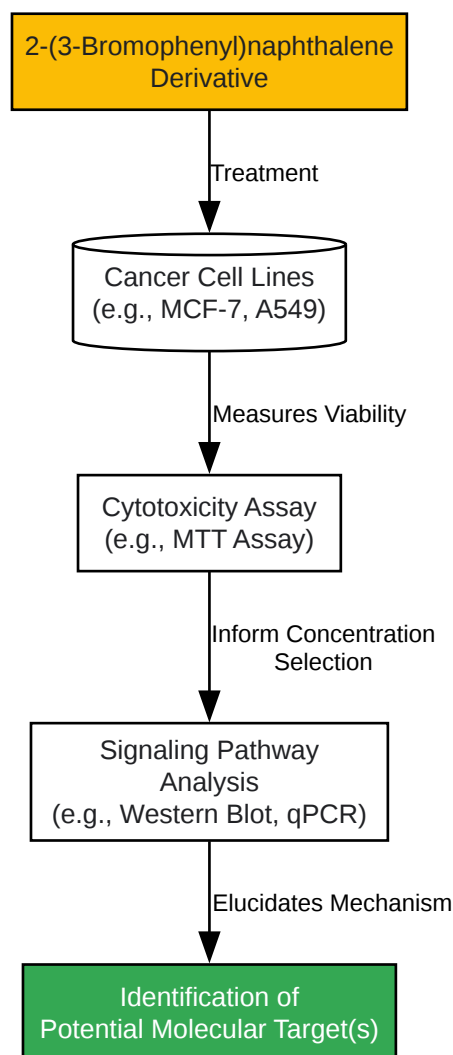 2-(3-Bromophenyl)naphthalene
Derivative
Treatment
Cancer Cell Lines
(e.g., MCF-7, A549)
Measures Viability
Cytotoxicity Assay
(e.g., MTT Assay)
Inform Concentration
Selection
Signaling Pathway
Analysis
(e.g., Western Blot, qPCR)
Elucidates Mechanism
Identification of
Potential Molecular Target(s)